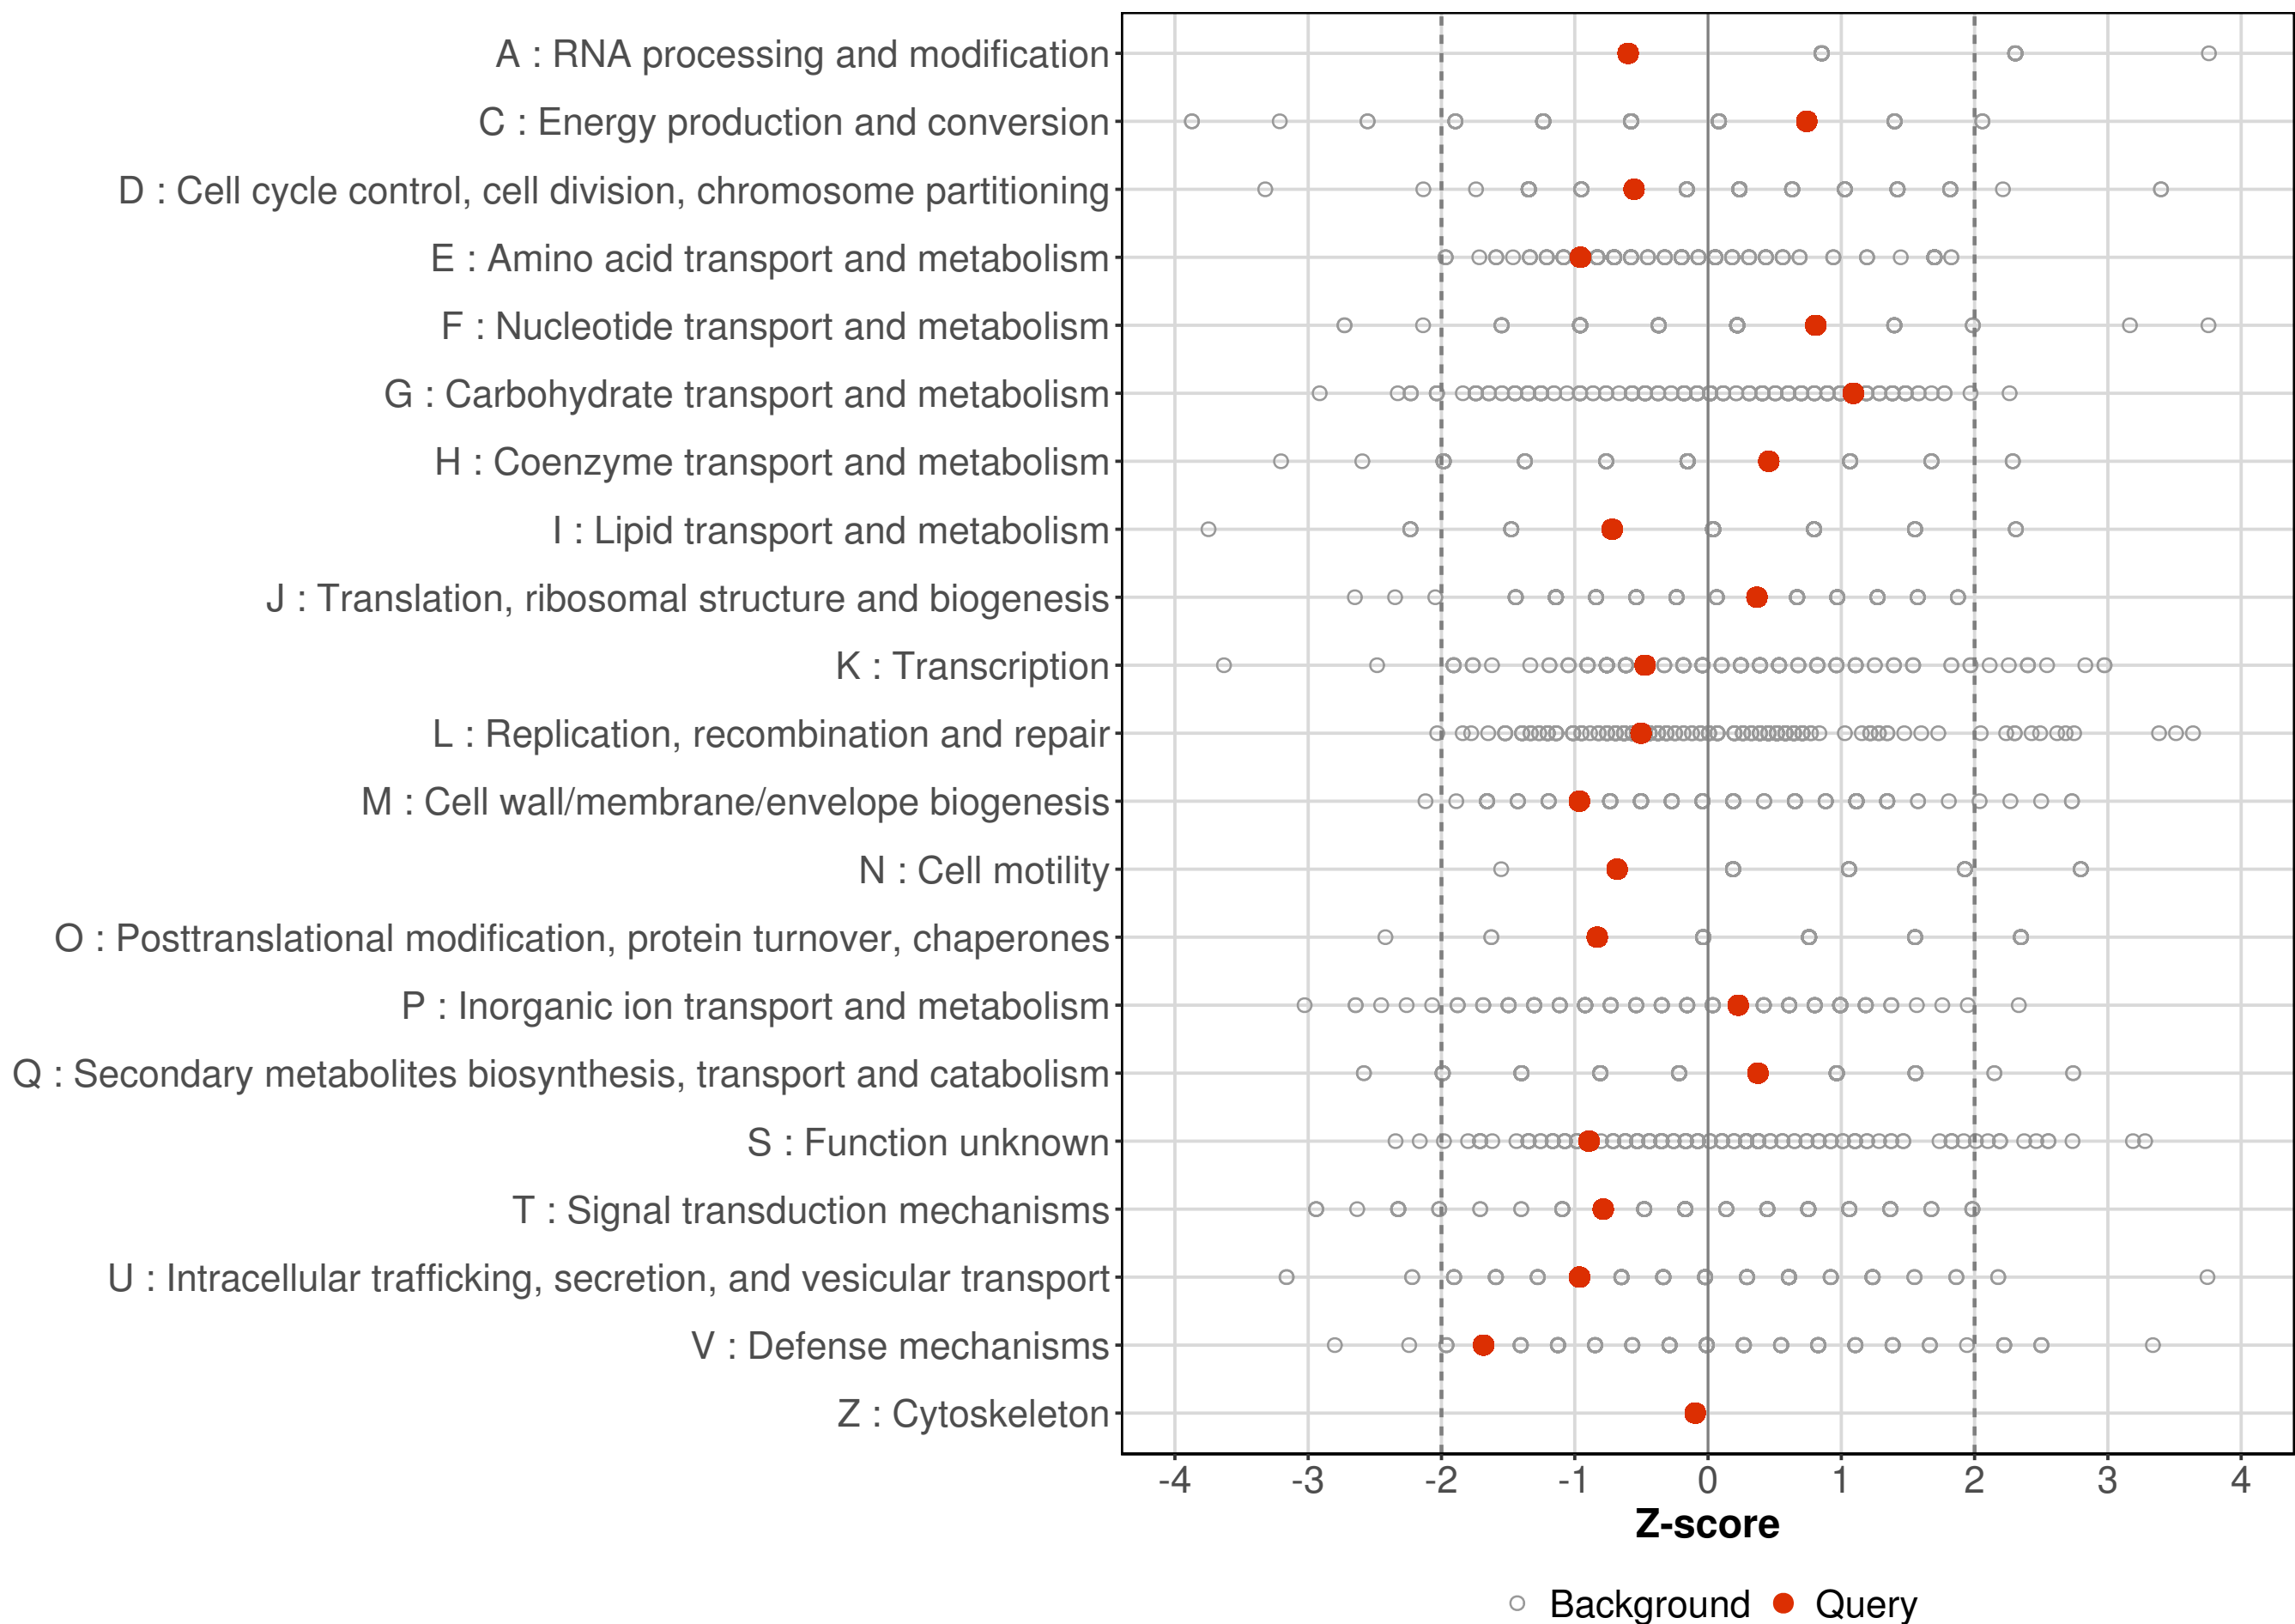 A : RNA processing and modification
C : Energy production and conversion
D : Cell cycle control, cell division, chromosome partitioning
E : Amino acid transport and metabolism
F : Nucleotide transport and metabolism
G : Carbohydrate transport and metabolism
H : Coenzyme transport and metabolism
I : Lipid transport and metabolism
J : Translation, ribosomal structure and biogenesis
K : Transcription
L : Replication, recombination and repair
M : Cell wall/membrane/envelope biogenesis
N : Cell motility
O : Posttranslational modification, protein turnover, chaperones
P : Inorganic ion transport and metabolism
Q : Secondary metabolites biosynthesis, transport and catabolism
S : Function unknown
T : Signal transduction mechanisms
U : Intracellular trafficking, secretion, and vesicular transport
V : Defense mechanisms
Z : Cytoskeleton
-4 -3 -2 -1 0 1 2 3 4
Z-score
Background Query